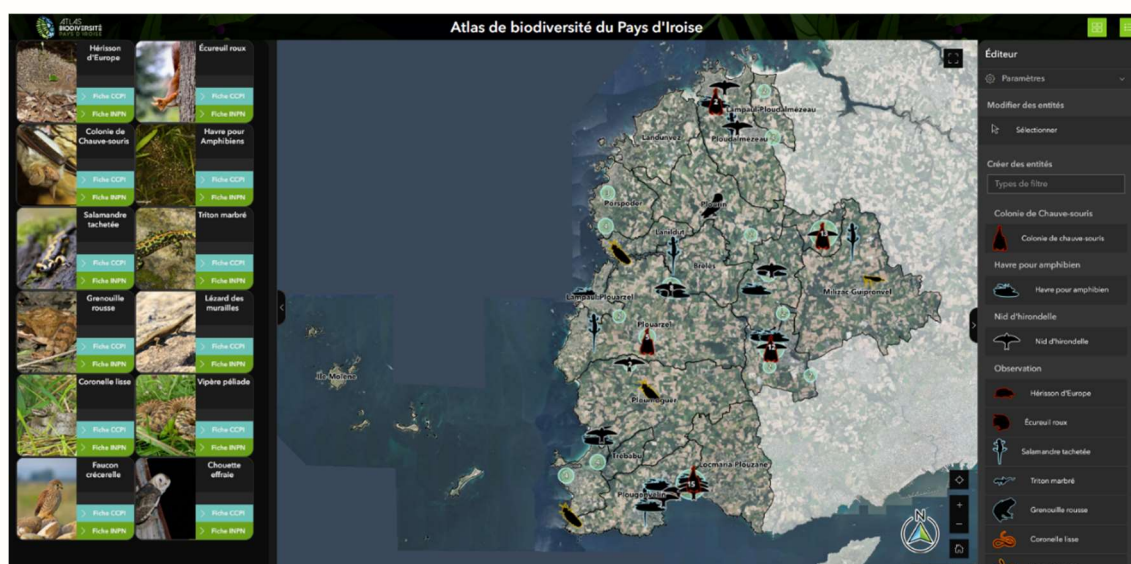 ATLAS
BIODIVERSITÉ
PAYS D'IROISE
Atlas de biodiversité du Pays d'Iroise
Hérisson
d'Europe
Fiche CCPI
Fiche INPN
Écureuil roux
Fiche CCPI
Fiche INPN
Colonie de
Chauve-souris
Fiche CCPI
Fiche INPN
Havre pour
Amphibiens
Fiche CCPI
Fiche INPN
Salamandre
tachetée
Fiche CCPI
Fiche INPN
Triton marbré
Fiche CCPI
Fiche INPN
Grenouille
rousse
Fiche CCPI
Fiche INPN
Lézard des
murailles
Fiche CCPI
Fiche INPN
Coronelle lisse
Fiche CCPI
Fiche INPN
Vipère péliade
Fiche CCPI
Fiche INPN
Faucon
crécerelle
Fiche CCPI
Fiche INPN
Chouette
effraie
Fiche CCPI
Fiche INPN
Lampaul-Ploudalmézeau
Landunvez
Ploudalmézeau
Porspoder
Plourin
Lanildut
Brélès
Milizac-Guipronvel
Lampaul-Plouarzel
Plouarzel
12
Île-Molène
Ploumoguer
Trébabu
Locmaria-Plouzané
15
Plougonvelin
N
Éditeur
Paramètres
Modifier des entités
Sélectionner
Créer des entités
Types de filtre
Colonie de Chauve-souris
Colonie de chauve-souris
Havre pour amphibien
Havre pour amphibien
Nid d'hirondelle
Nid d'hirondelle
Observation
Hérisson d'Europe
Écureuil roux
Salamandre tachetée
Triton marbré
Grenouille rousse
Coronelle lisse